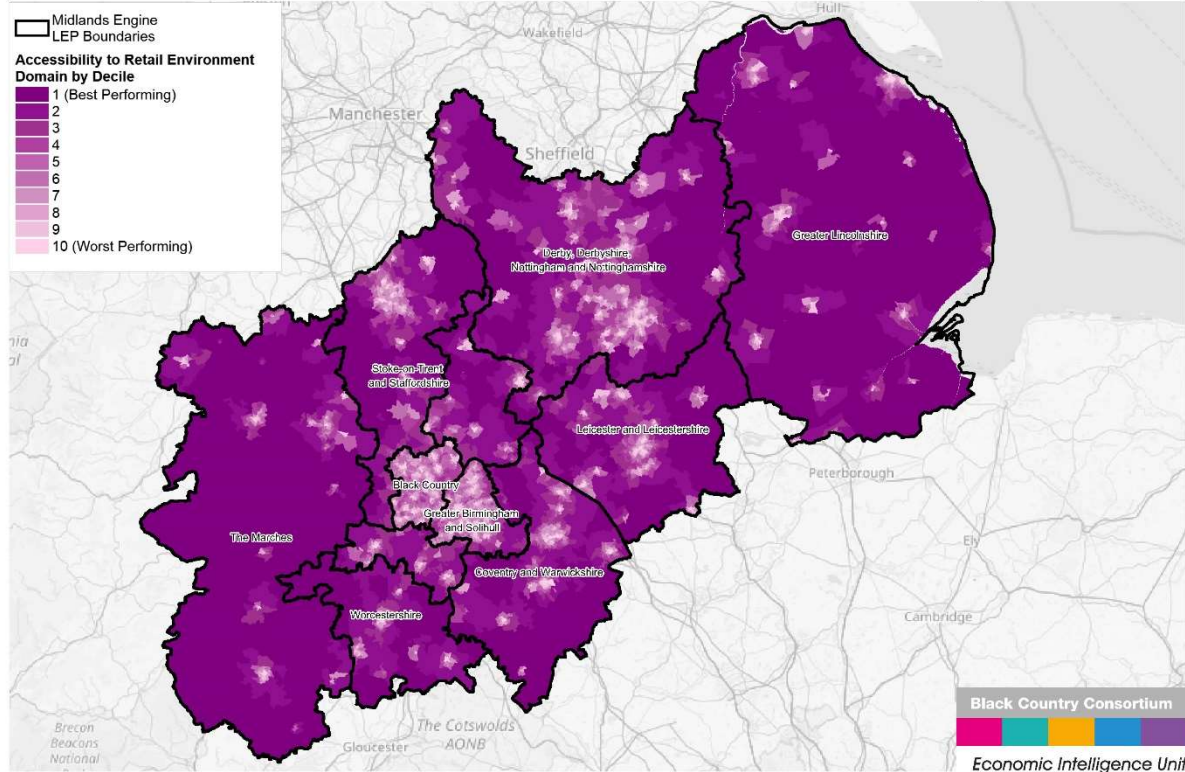 Midlands Engine
LEP Boundaries
Accessibility to Retail Environment
Domain by Decile
1 (Best Performing)
2
3
4
5
6
7
8
9
10 (Worst Performing)
Hull
Wakefield
Manchester
Sheffield
Greater Lincolnshire
Derby, Derbyshire,
Nottingham and Nottinghamshire
Stoke-on-Trent
and Staffordshire
Leicester and Leicestershire
Peterborough
Black Country
Greater Birmingham
and Solihull
The Marches
Ely
Coventry and Warwickshire
Worcestershire
Cambridge
The Cotswolds
AONB
Gloucester
Brecon
Beacons
National
Black Country Consortium
Economic Intelligence Unit